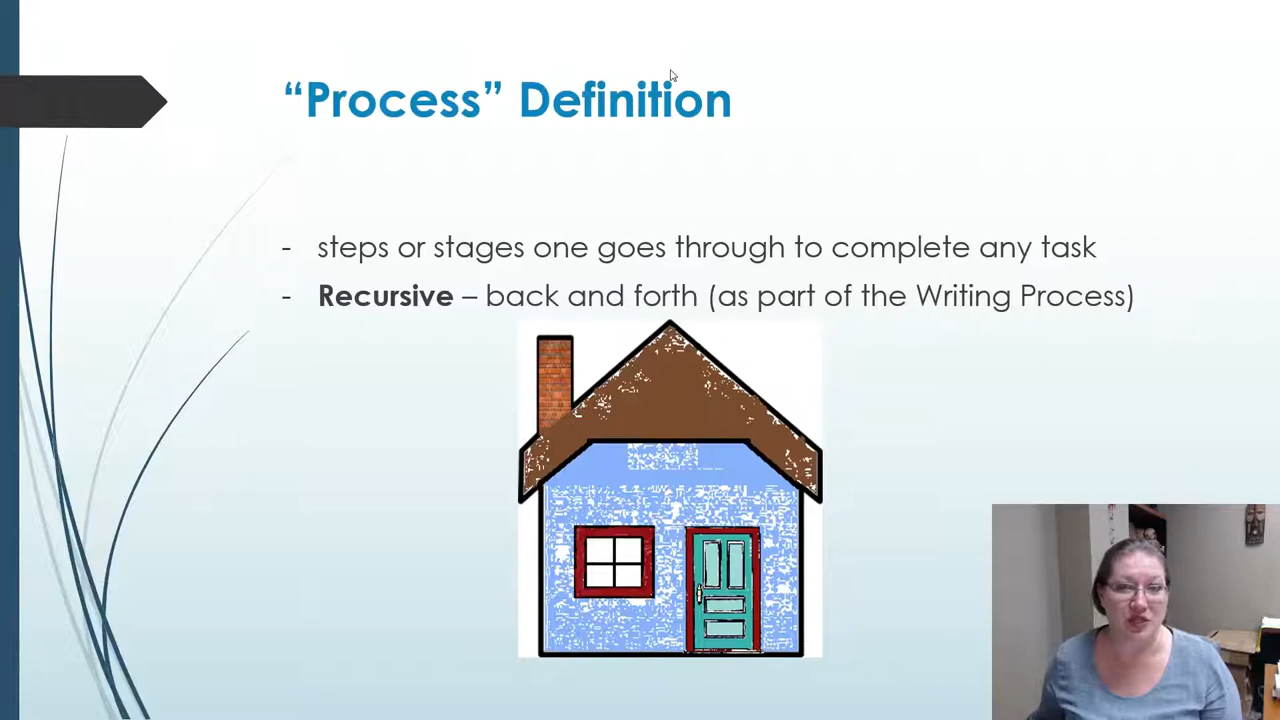 “Process” Definition
- steps or stages one goes through to complete any task
- Recursive – back and forth (as part of the Writing Process)